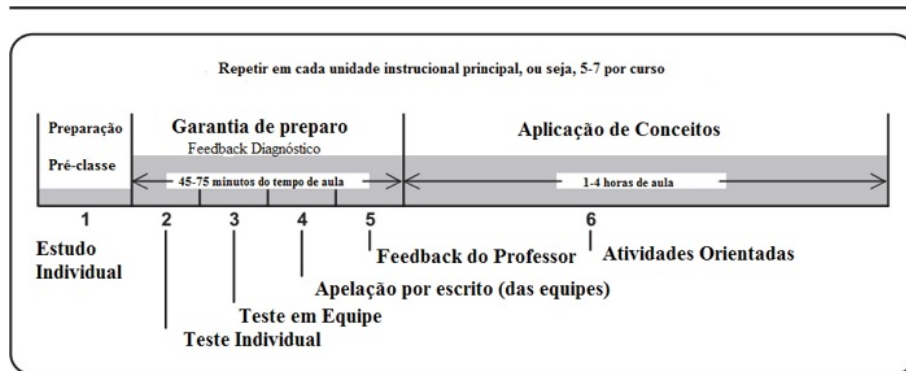 Repetir em cada unidade instrucional principal, ou seja, 5-7 por curso
Preparação
Pré-classe
Garantia de preparo
Feedback Diagnóstico
Aplicação de Conceitos
45-75 minutos do tempo de aula
1-4 horas de aula
1 2 3 4 5 6
Estudo
Individual
Feedback do Professor
Atividades Orientadas
Apelação por escrito (das equipes)
Teste em Equipe
Teste Individual